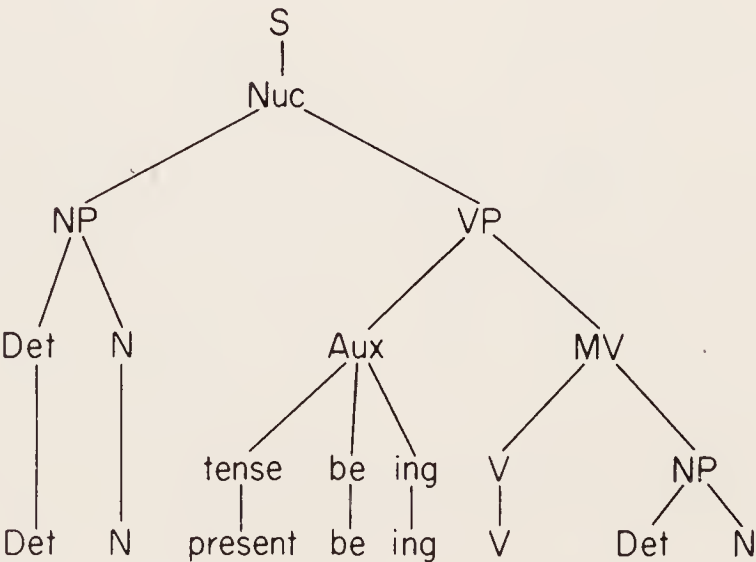 S
Nuc
NP VP
Det N Aux MV
tense be ing V NP
Det N present be ing V Det N